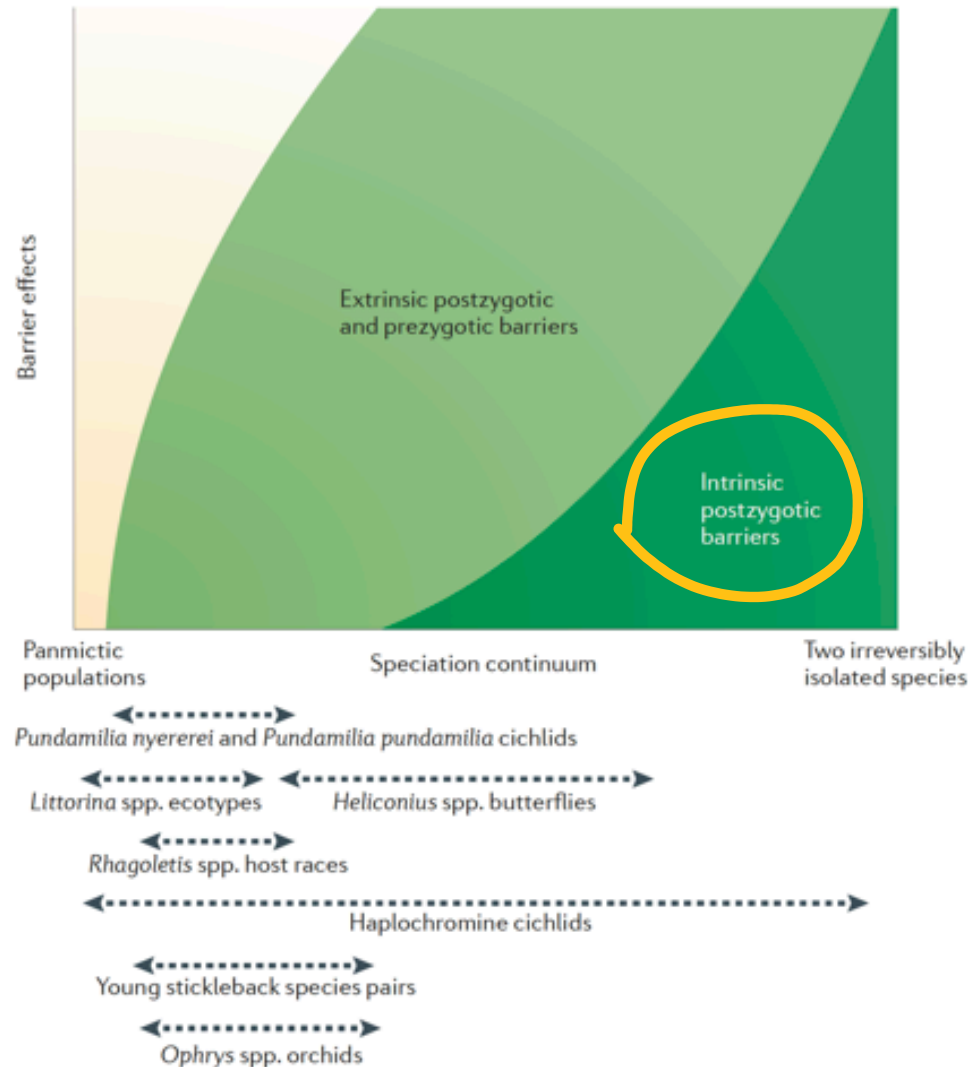 Barrier effects
Extrinsic postzygotic
and prezygotic barriers
Intrinsic
postzygotic
barriers
Panmictic
populations
Speciation continuum
Two irreversibly
isolated species
Pundamilia nyererei and Pundamilia pundamilia cichlids
Littorina spp. ecotypes
Heliconius spp. butterflies
Rhagoletis spp. host races
Haplochromine cichlids
Young stickleback species pairs
Ophrys spp. orchids